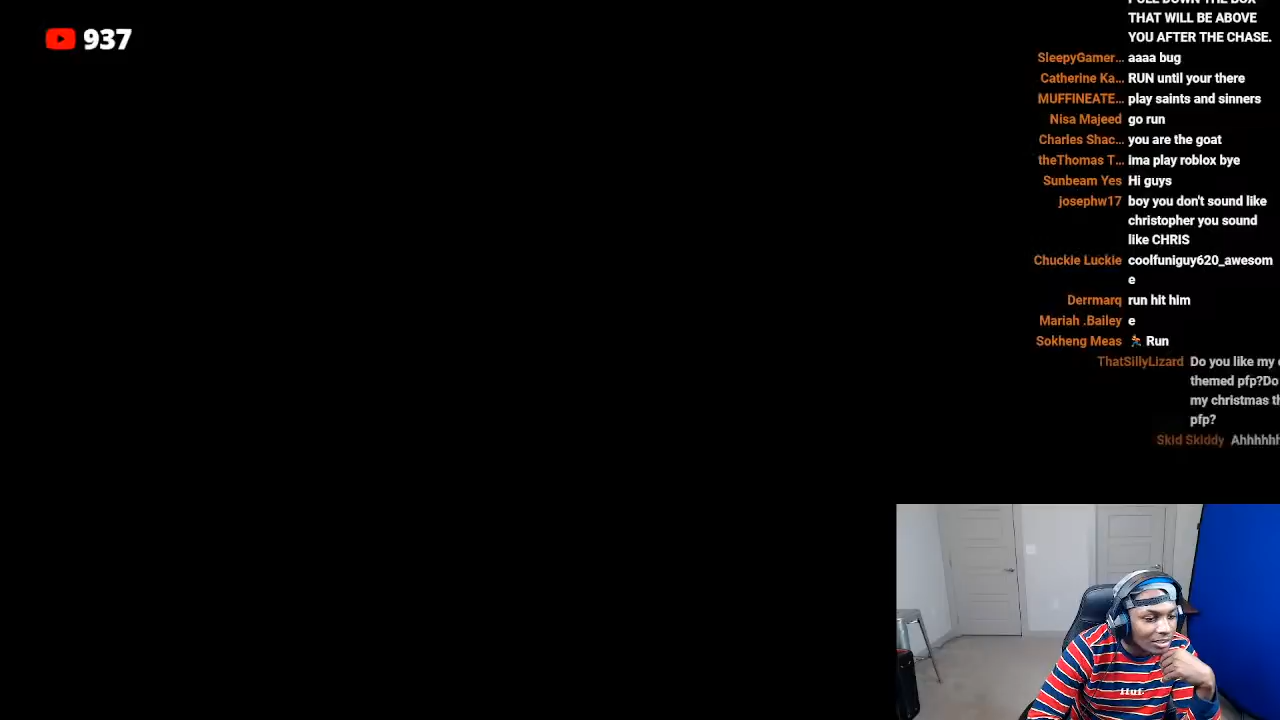 937
THAT WILL BE ABOVE
YOU AFTER THE CHASE.
SleepyGamer... aaaa bug
Catherine Ka... RUN until your there
MUFFINEATE... play saints and sinners
Nisa Majeed go run
Charles Shac... you are the goat
theThomas T... ima play roblox bye
Sunbeam Yes Hi guys
josephw17 boy you don't sound like
christopher you sound
like CHRIS
Chuckie Luckie coolfuniguy620_awesom
e
Derrmarq run hit him
Mariah .Bailey e
Sokheng Meas 🏃 Run
ThatSillyLizard Do you like my
themed pfp?Do
my christmas th
pfp?
Skid Skiddy Ahhhhhh
Huf.